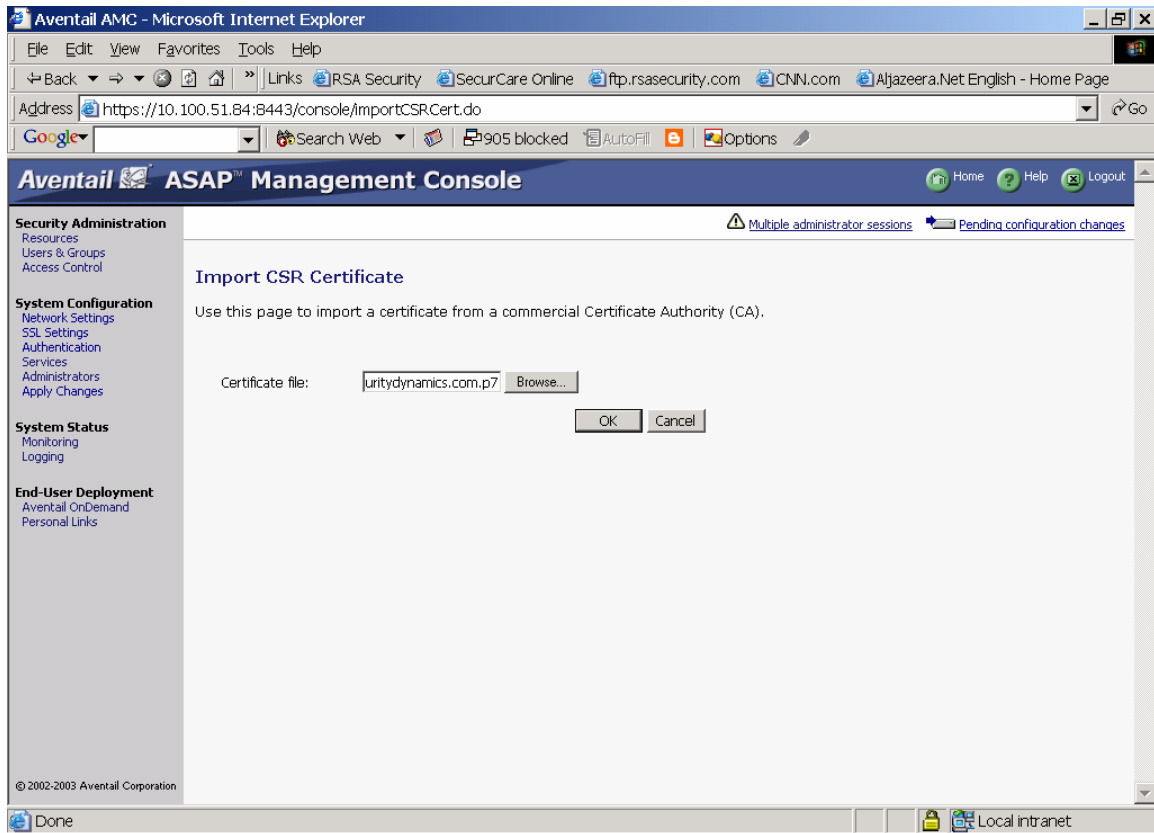 Aventail AMC - Microsoft Internet Explorer
File Edit View Favorites Tools Help
Back » Links RSA Security SecurCare Online ftp.rsasecurity.com CNN.com Aljazeera.Net English - Home Page
Address https://10.100.51.84:8443/console/importCSRCert.do Go
Google Search Web 905 blocked AutoFill Options
Aventail ASAP™ Management Console Home Help Logout
Multiple administrator sessions Pending configuration changes
Security Administration
Resources
Users & Groups
Access Control
System Configuration
Network Settings
SSL Settings
Authentication
Services
Administrators
Apply Changes
System Status
Monitoring
Logging
End-User Deployment
Aventail OnDemand
Personal Links
© 2002-2003 Aventail Corporation
Import CSR Certificate
Use this page to import a certificate from a commercial Certificate Authority (CA).
Certificate file: uritydynamics.com.p7 Browse...
OK Cancel
Done Local intranet